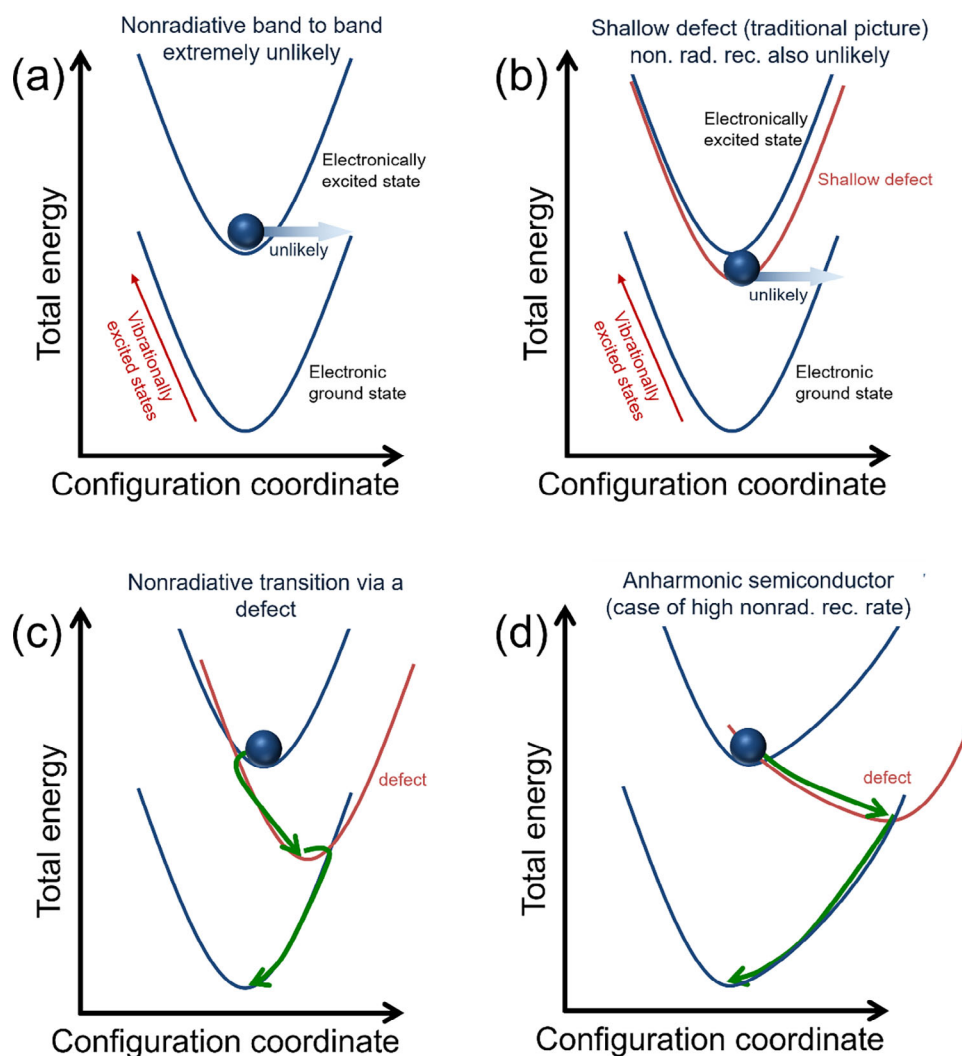 Nonradiative band to band
extremely unlikely
(a)
Electronically
excited state
unlikely
Vibrationally
excited states
Electronic
ground state
Total energy
Configuration coordinate
Shallow defect (traditional picture)
non. rad. rec. also unlikely
(b)
Electronically
excited state
Shallow defect
unlikely
Vibrationally
excited states
Electronic
ground state
Total energy
Configuration coordinate
Nonradiative transition via a
defect
(c)
defect
Total energy
Configuration coordinate
Anharmonic semiconductor
(case of high nonrad. rec. rate)
(d)
defect
Total energy
Configuration coordinate